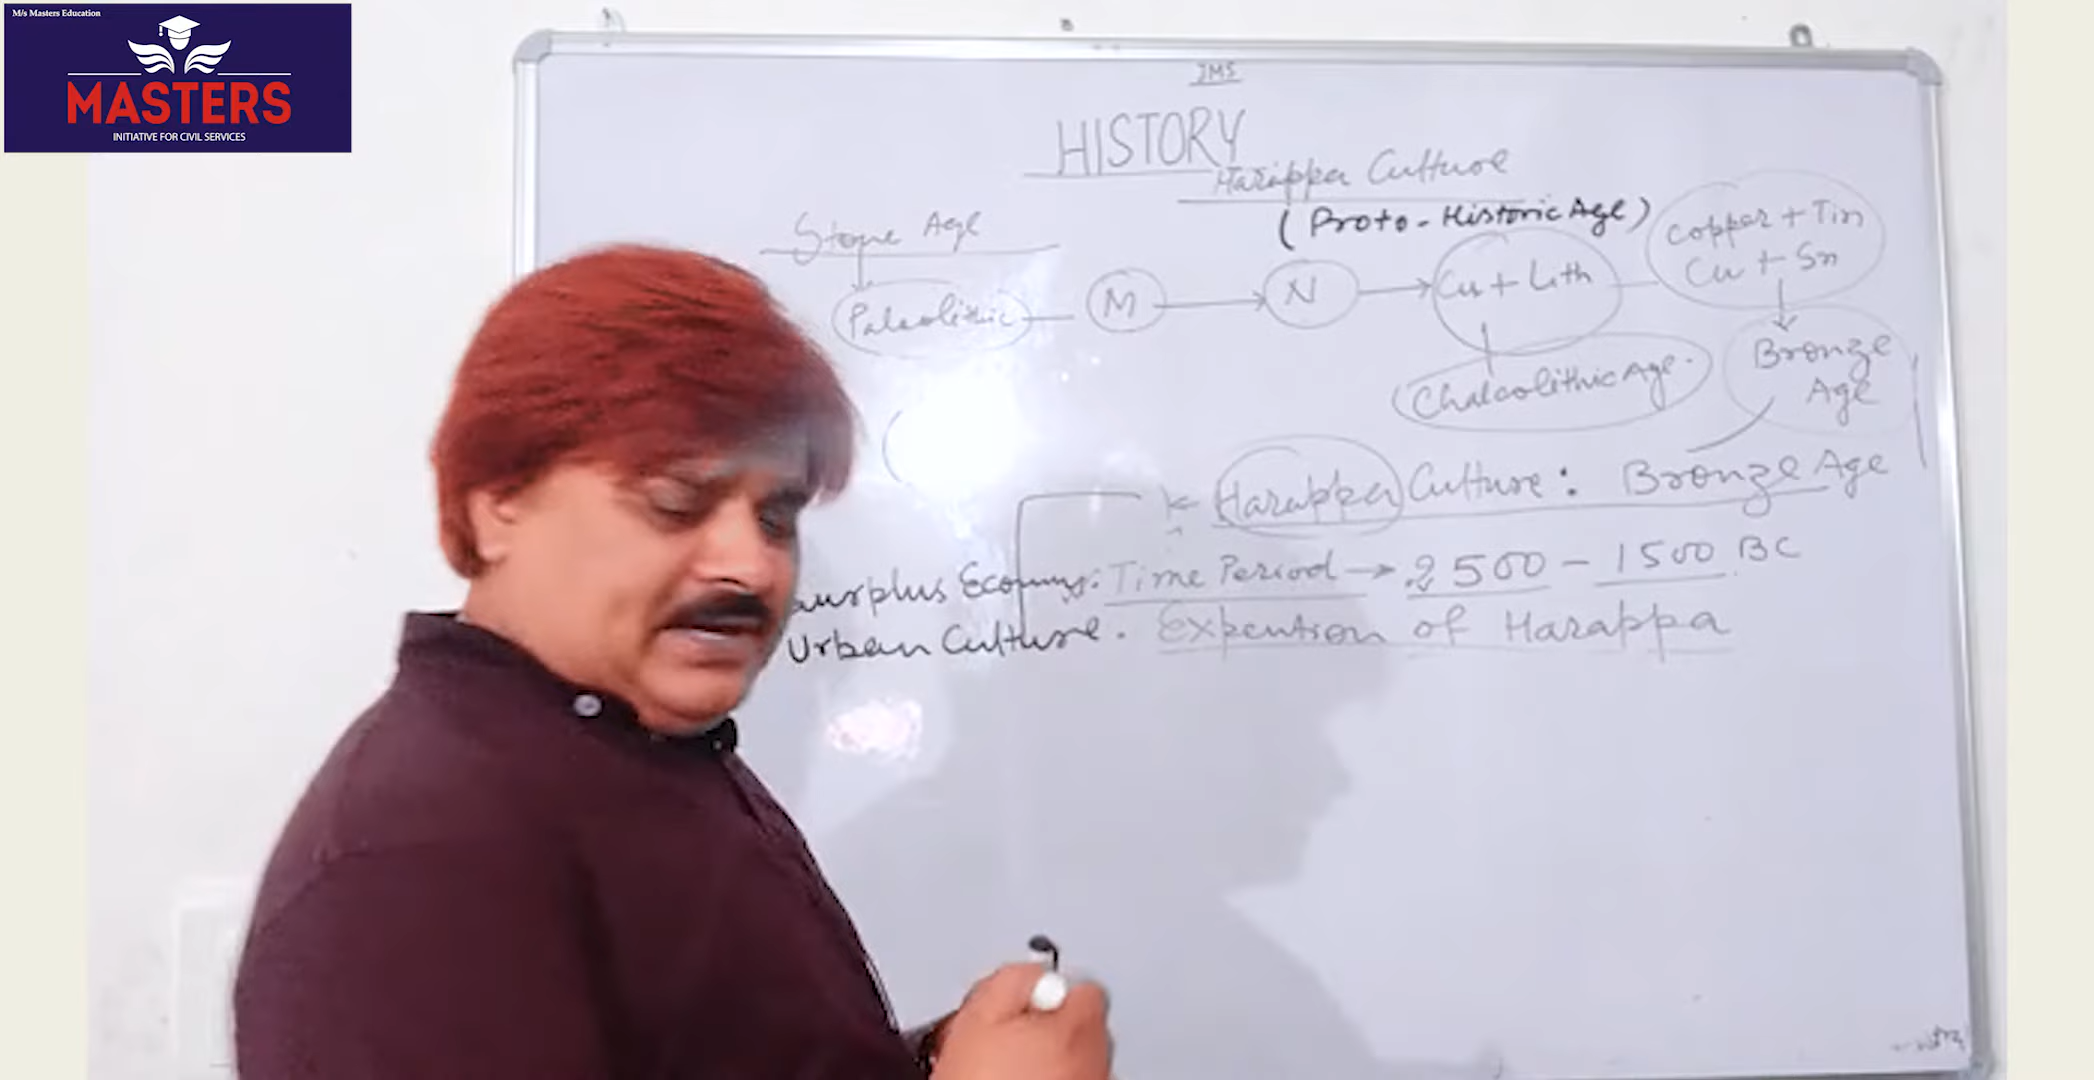 M/s Masters Education
MASTERS
INITIATIVE FOR CIVIL SERVICES
JMS
HISTORY
Harappa Culture
(Proto-Historic Age)
Stone Age
Paleolithic
M
N
Cu + Lith
Copper + Tin
Cu + Sn
Chalcolithic Age.
Bronze
Age
Harappa Culture: Bronze Age
Surplus Economy:
Time Period → 2500 - 1500 BC
Urban Culture.
Expention of Harappa